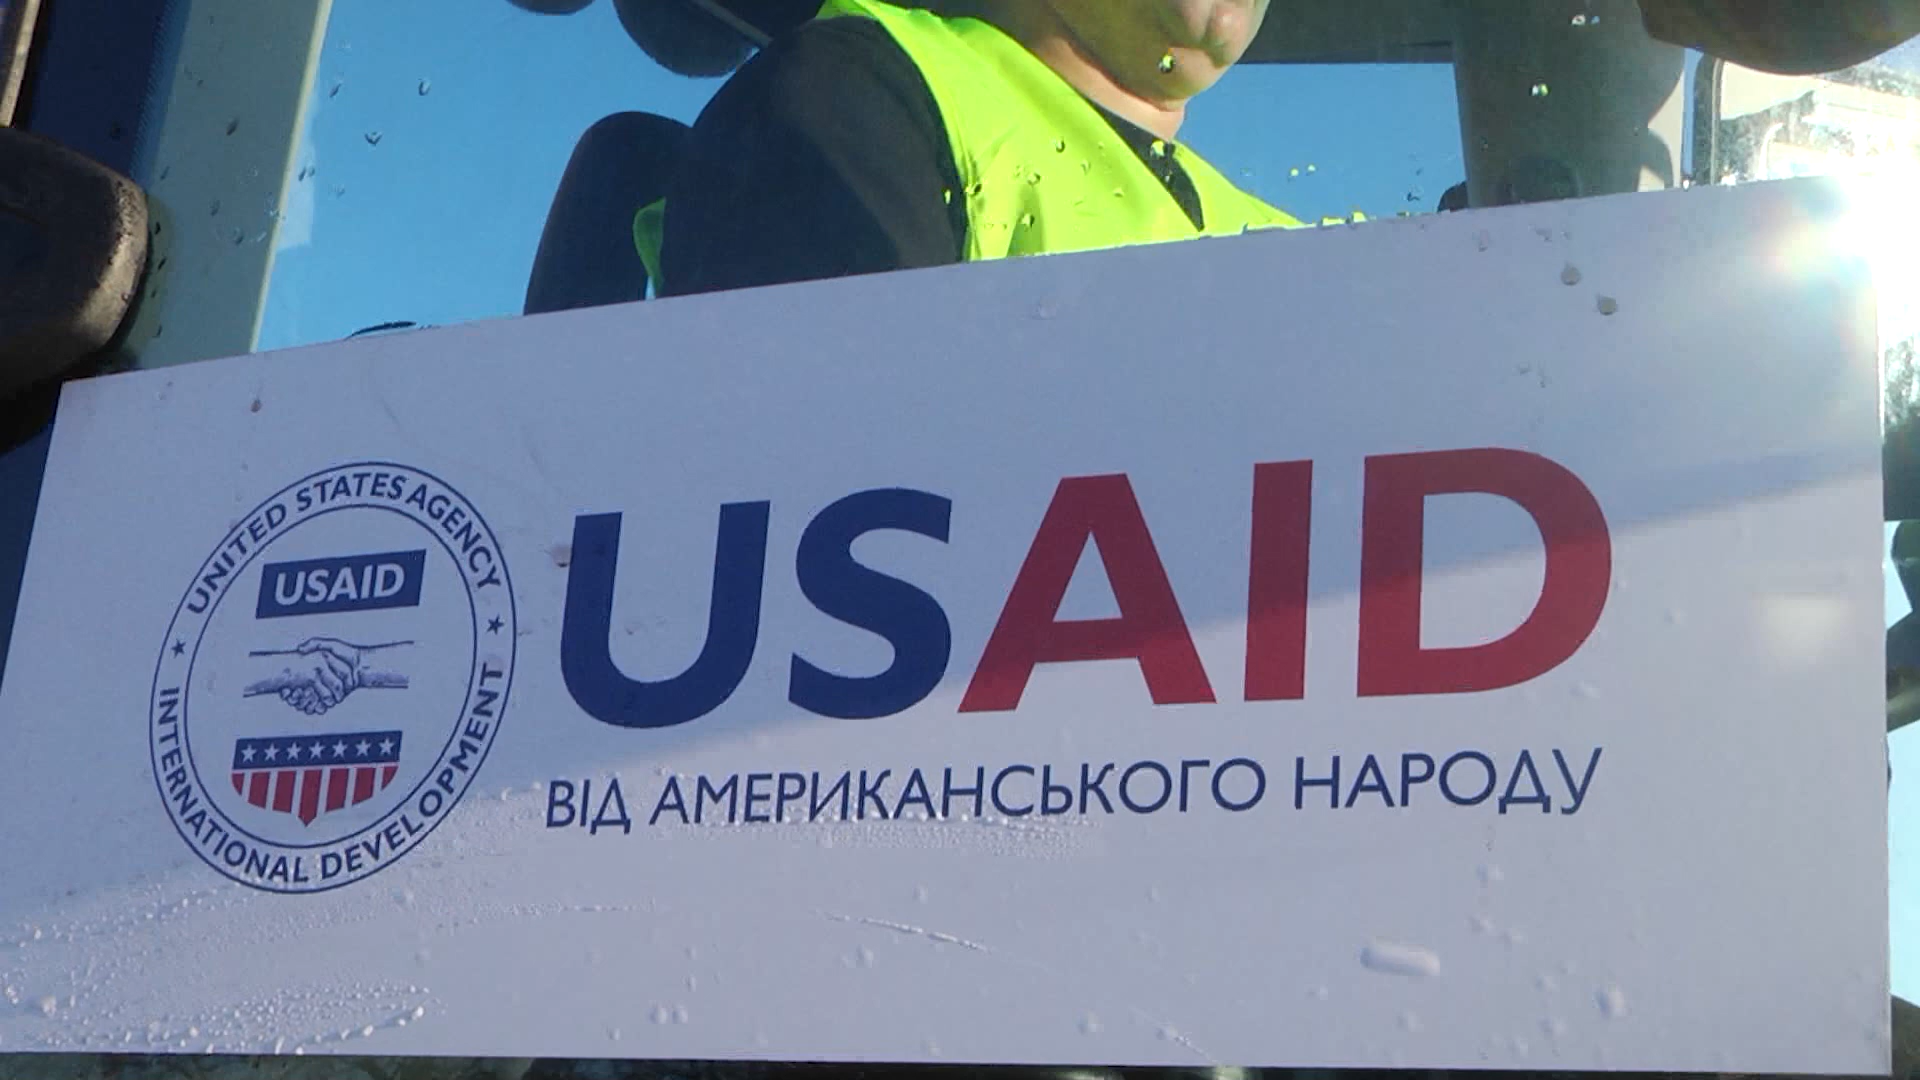 UNITED STATES AGENCY
USAID
INTERNATIONAL DEVELOPMENT
USAID
ВІД АМЕРИКАНСЬКОГО НАРОДУ